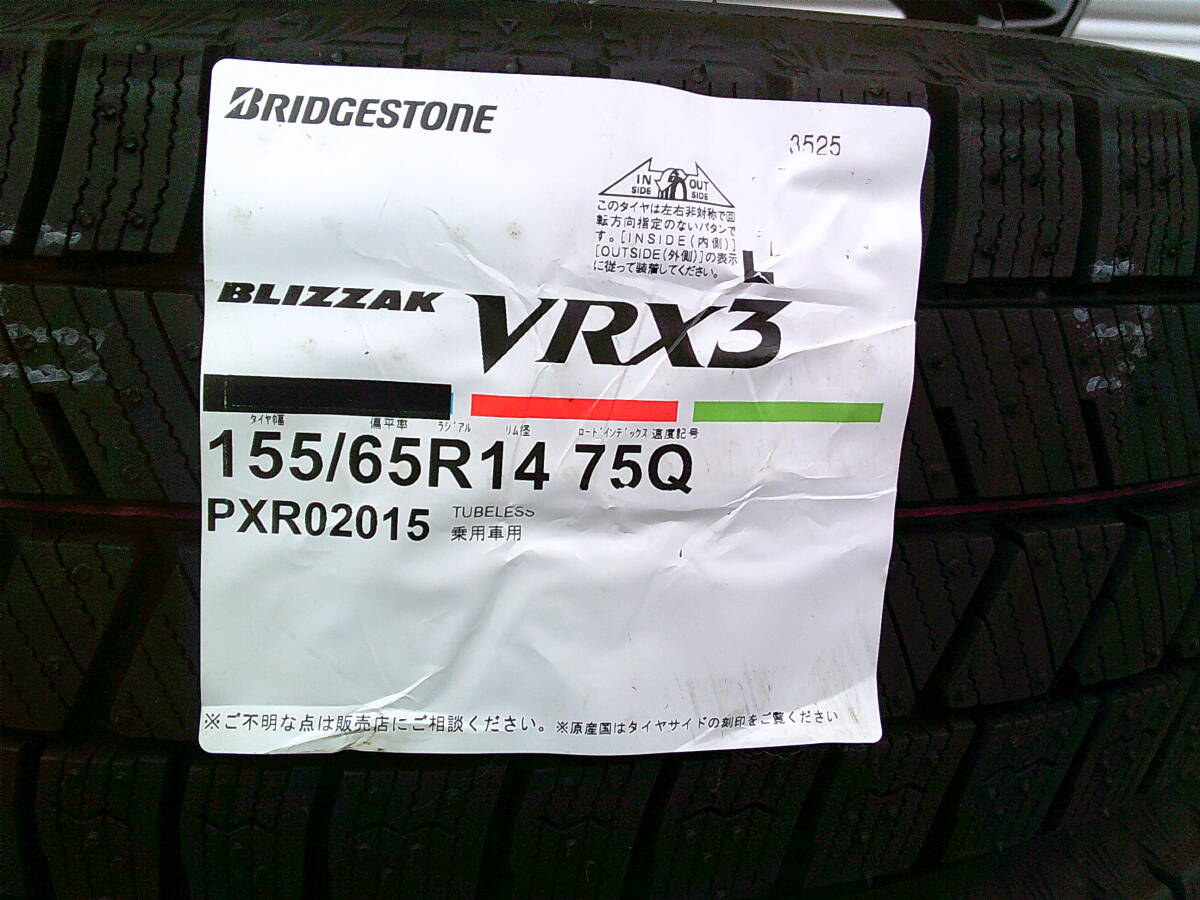 BRIDGESTONE
3525
IN OUT
SIDE SIDE
このタイヤは左右非対称で回
転方向指定のないパタンで
す。[INSIDE(内側)]
[OUTSIDE(外側)]の表示
に従って装着してください。
BLIZZAK VRX3
タイヤ巾幅 偏平率 ラジアル リム径 ロードインデックス 速度記号
155/65R14 75Q
PXR02015 TUBELESS
乗用車用
※ご不明な点は販売店にご相談ください。 ※原産国はタイヤサイドの刻印をご覧ください